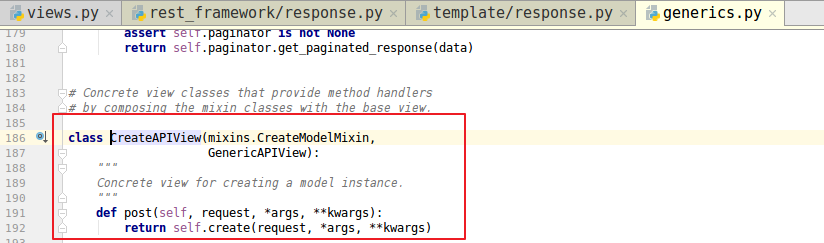 views.py × rest_framework/response.py × template/response.py × generics.py ×
179 assert self.paginator is not None
180 return self.paginator.get_paginated_response(data)
181
182
183 # Concrete view classes that provide method handlers
184 # by composing the mixin classes with the base view.
185
186 class CreateAPIView(mixins.CreateModelMixin,
187 GenericAPIView):
188 """
189 Concrete view for creating a model instance.
190 """
191 def post(self, request, *args, **kwargs):
192 return self.create(request, *args, **kwargs)